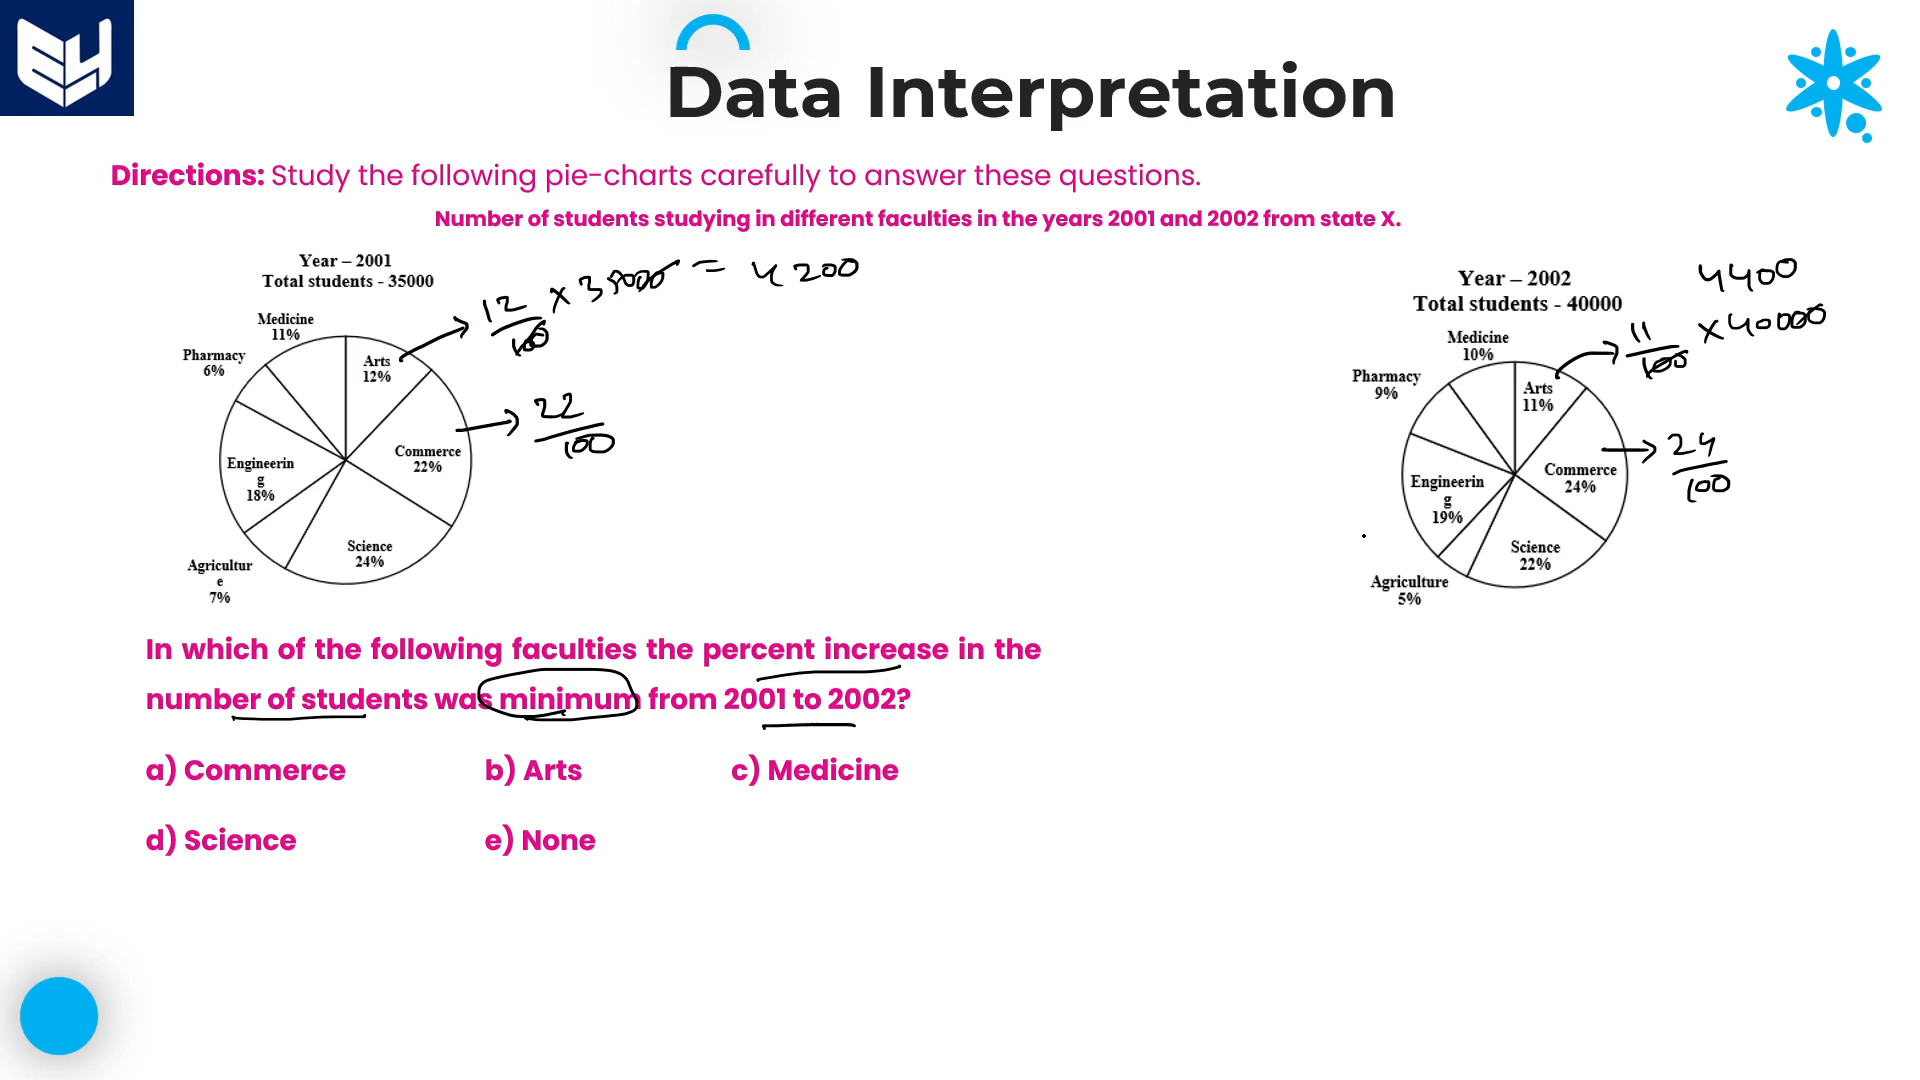 EY
Data Interpretation
Directions: Study the following pie-charts carefully to answer these questions.
Number of students studying in different faculties in the years 2001 and 2002 from state X.
Year – 2001
Total students - 35000
Medicine
11%
Pharmacy
6%
Arts
12%
Commerce
22%
Engineerin
g
18%
Science
24%
Agricultur
e
7%
12/100 × 35000 = 4200
22/100
Year – 2002
Total students - 40000
Medicine
10%
Pharmacy
9%
Arts
11%
Commerce
24%
Engineerin
g
19%
Science
22%
Agriculture
5%
4400
11/100 × 40000
24/100
In which of the following faculties the percent increase in the
number of students was minimum from 2001 to 2002?
a) Commerce b) Arts c) Medicine
d) Science e) None